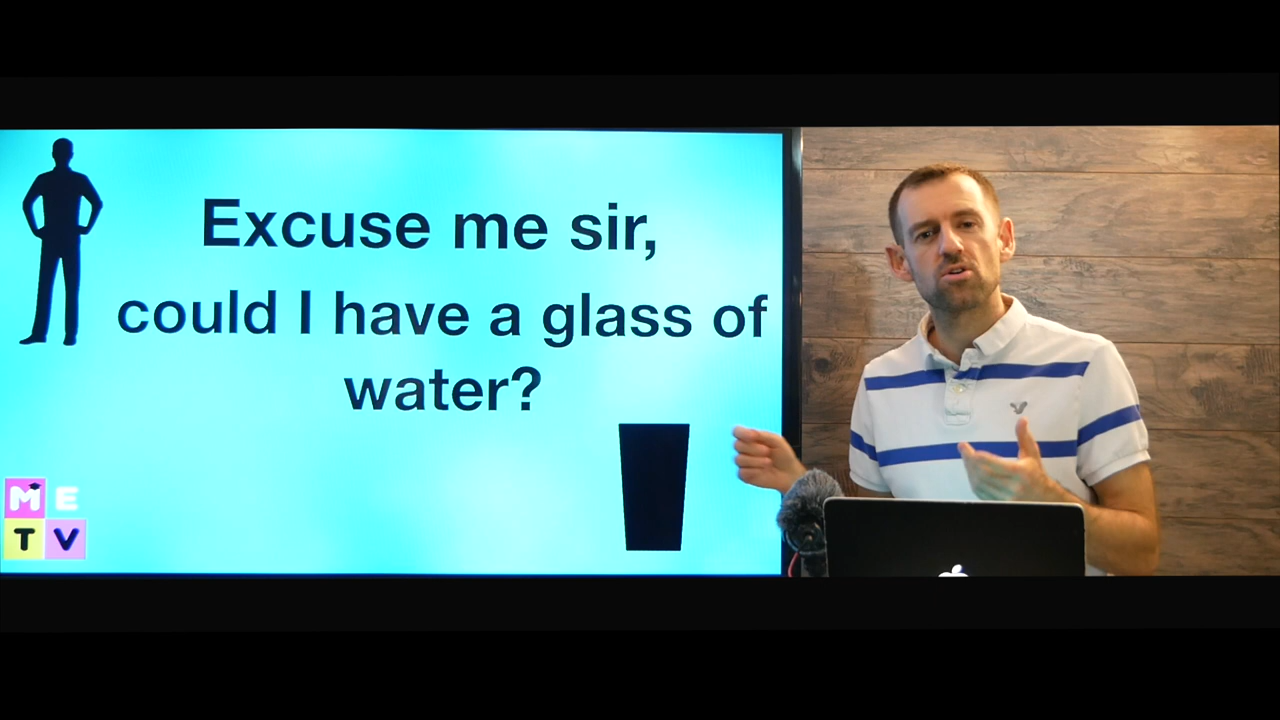 Excuse me sir,
could I have a glass of
water?
M E
T V